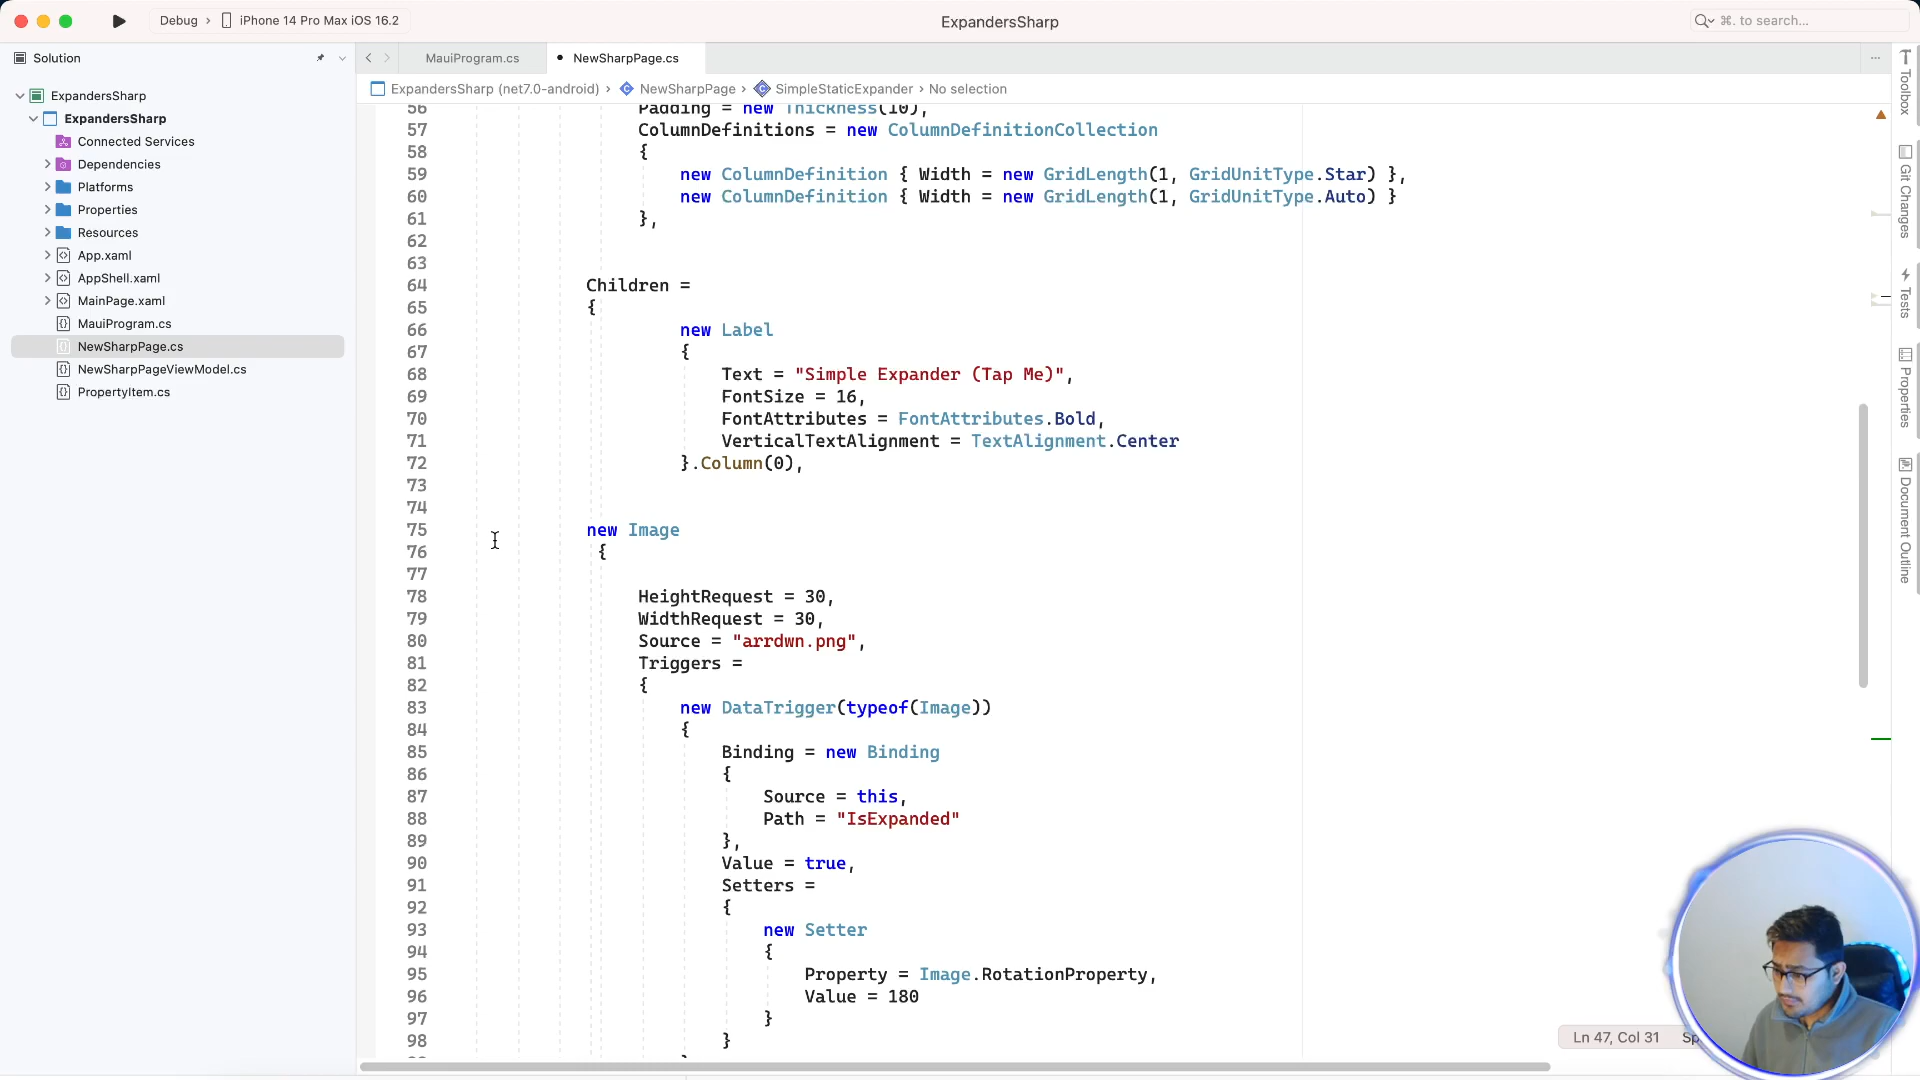 Debug › iPhone 14 Pro Max iOS 16.2
ExpandersSharp
⌘. to search...
Solution
MauiProgram.cs
NewSharpPage.cs
ExpandersSharp (net7.0-android) › NewSharpPage › SimpleStaticExpander › No selection
ExpandersSharp
ExpandersSharp
Connected Services
Dependencies
Platforms
Properties
Resources
App.xaml
AppShell.xaml
MainPage.xaml
MauiProgram.cs
NewSharpPage.cs
NewSharpPageViewModel.cs
PropertyItem.cs
56 Padding = new Thickness(10),
57 ColumnDefinitions = new ColumnDefinitionCollection
58 {
59 new ColumnDefinition { Width = new GridLength(1, GridUnitType.Star) },
60 new ColumnDefinition { Width = new GridLength(1, GridUnitType.Auto) }
61 },
62
63
64 Children =
65 {
66 new Label
67 {
68 Text = "Simple Expander (Tap Me)",
69 FontSize = 16,
70 FontAttributes = FontAttributes.Bold,
71 VerticalTextAlignment = TextAlignment.Center
72 }.Column(0),
73
74
75 new Image
76 {
77
78 HeightRequest = 30,
79 WidthRequest = 30,
80 Source = "arrdwn.png",
81 Triggers =
82 {
83 new DataTrigger(typeof(Image))
84 {
85 Binding = new Binding
86 {
87 Source = this,
88 Path = "IsExpanded"
89 },
90 Value = true,
91 Setters =
92 {
93 new Setter
94 {
95 Property = Image.RotationProperty,
96 Value = 180
97 }
98 }
Toolbox
Git Changes
Tests
Properties
Document Outline
Ln 47, Col 31